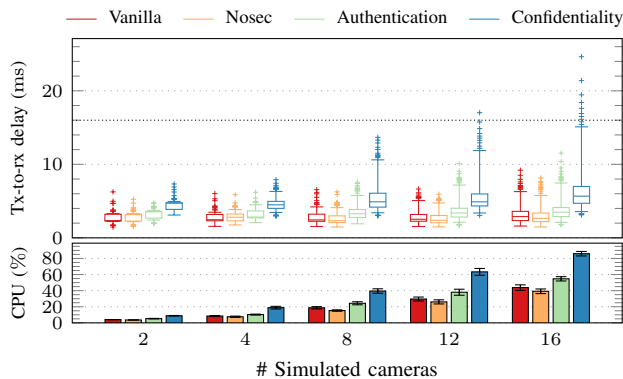 Vanilla Nosec Authentication Confidentiality
Tx-to-rx delay (ms)
20
10
0
CPU (%)
80
60
40
20
0
2 4 8 12 16
# Simulated cameras